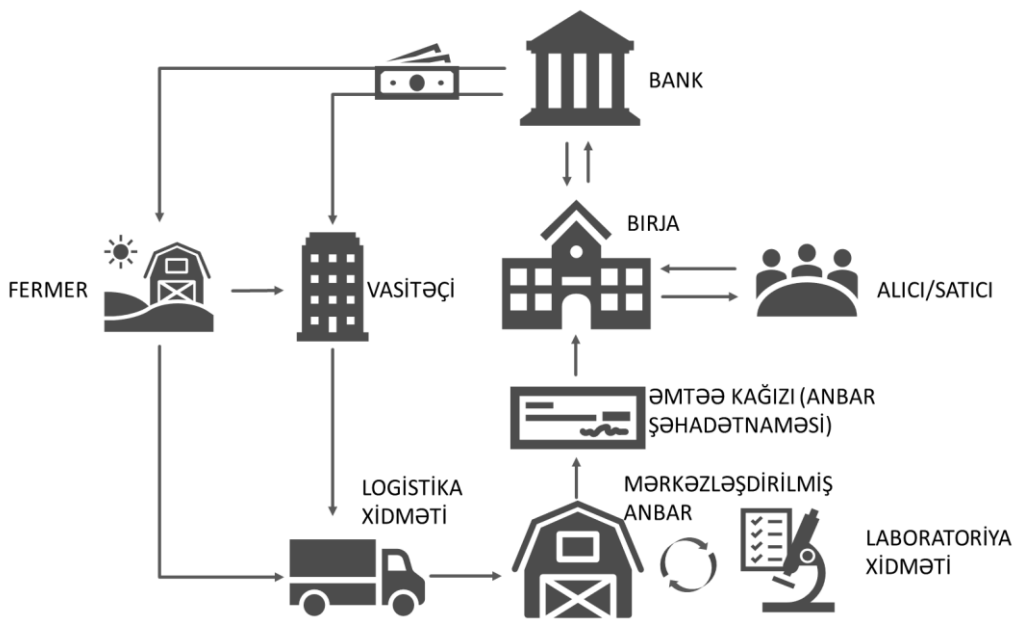 BANK
BIRJA
FERMER
VASİTƏÇİ
ALICI/SATICI
ƏMTƏƏ KAĞIZI (ANBAR
ŞƏHADƏTNAMƏSİ)
LOGİSTİKA
XİDMƏTİ
MƏRKƏZLƏŞDİRİLMİŞ
ANBAR
LABORATORİYA
XİDMƏTİ